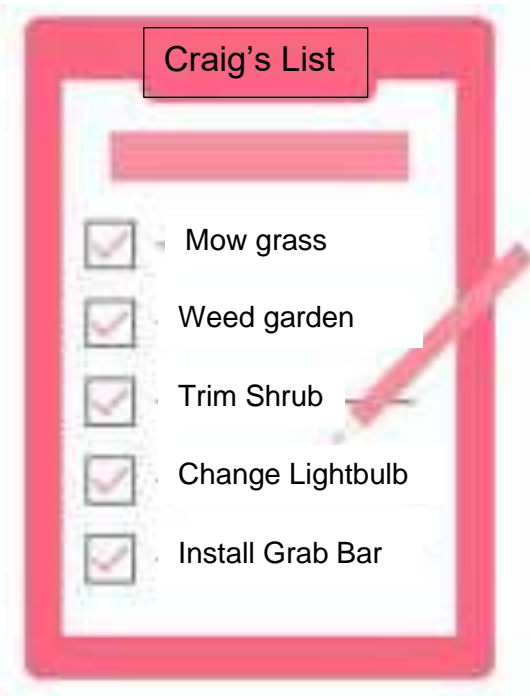 Craig's List
Mow grass
Weed garden
Trim Shrub
Change Lightbulb
Install Grab Bar